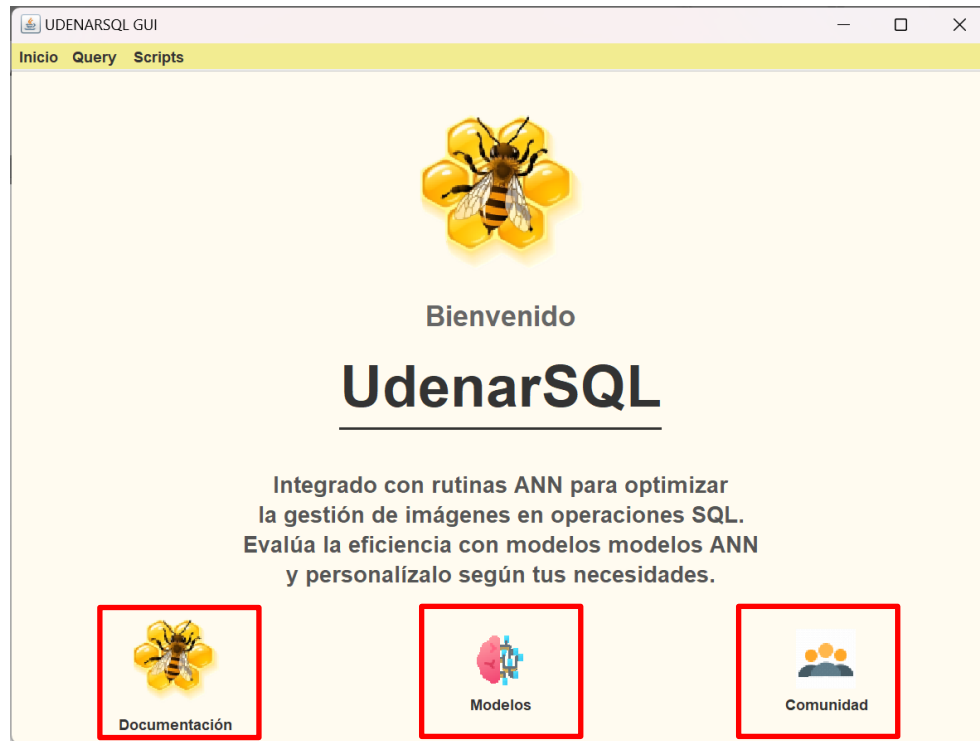 UDENARSQL GUI
Inicio Query Scripts
Bienvenido
UdenarSQL
Integrado con rutinas ANN para optimizar
la gestión de imágenes en operaciones SQL.
Evalúa la eficiencia con modelos modelos ANN
y personalízalo según tus necesidades.
Documentación
Modelos
Comunidad